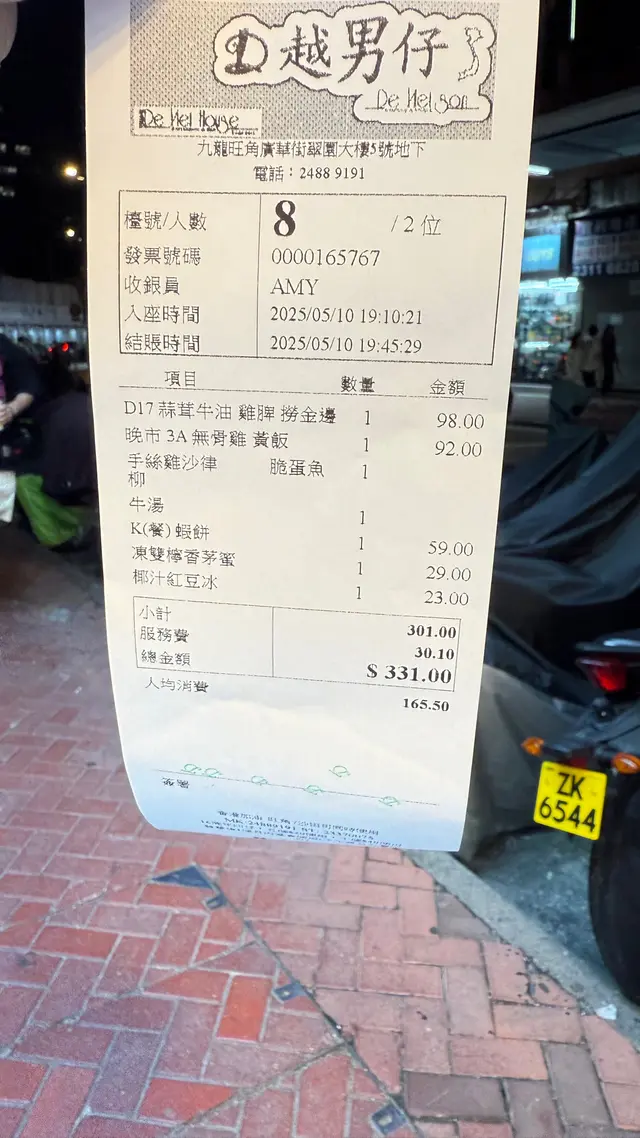 越男仔
De Nei son
De Nei House
九龍旺角廣華街翠園大樓5號地下
電話：2488 9191
檯號/人數 8 /2 位
發票號碼 0000165767
收銀員 AMY
入座時間 2025/05/10 19:10:21
結賬時間 2025/05/10 19:45:29
項目 數量 金額
D17 蒜茸牛油 雞脾 撈金邊 1 98.00
晚市 3A 無骨雞 黃飯 1 92.00
手絲雞沙律 脆蛋魚 1
柳
牛湯 1
K(餐) 蝦餅 1 59.00
凍雙檸香茅蜜 1 29.00
椰汁紅豆冰 1 23.00
小計 301.00
服務費 30.10
總金額 $ 331.00
人均消費 165.50
ZK
6544